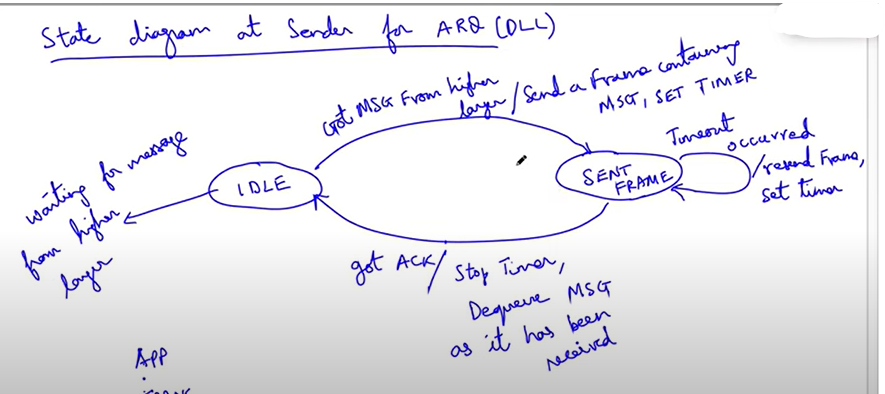 State diagram at Sender for ARQ (DLL)
Got MSG From higher
layer / Send a Frame containing
MSG, SET TIMER
Timeout
occurred
/ resend Frame,
set timer
waiting for message
from higher
layer
IDLE
SENT
FRAME
got ACK / Stop Timer,
Dequeue MSG
as it has been
received
APP